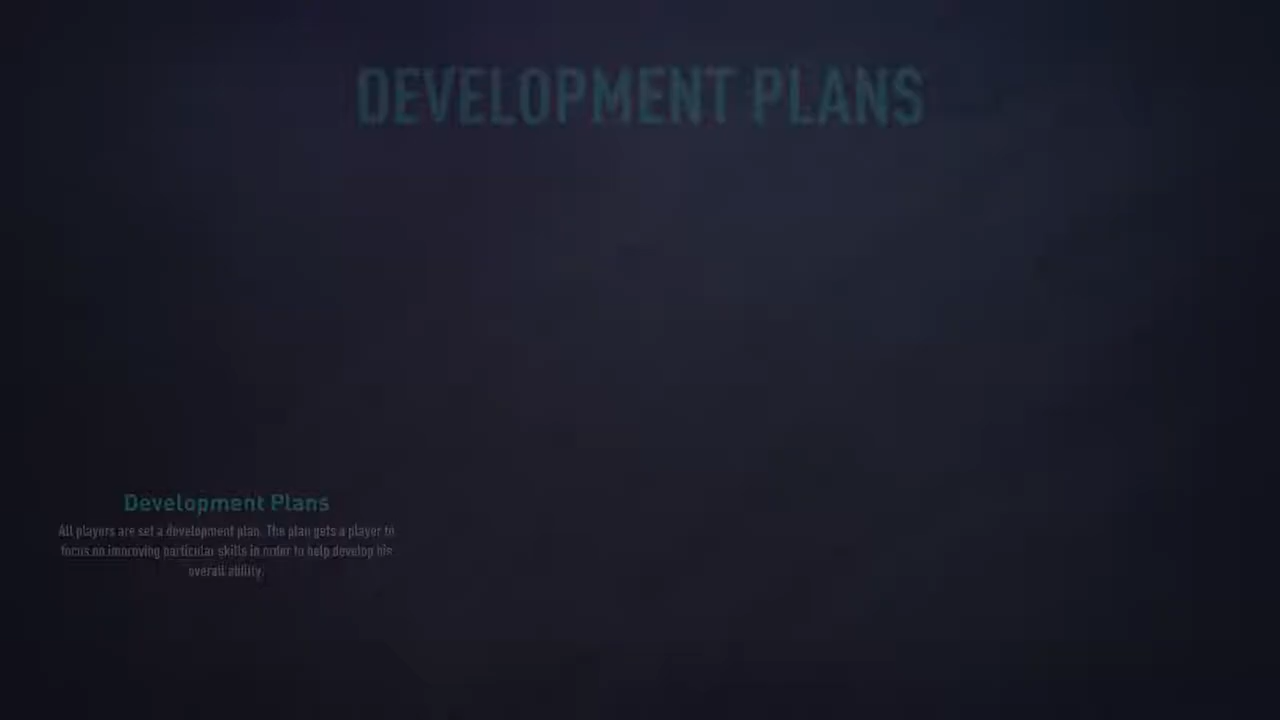 DEVELOPMENT PLANS
Development Plans
All players are set a development plan. The plan gets a player to
focus on improving particular skills in order to help develop his
overall ability.